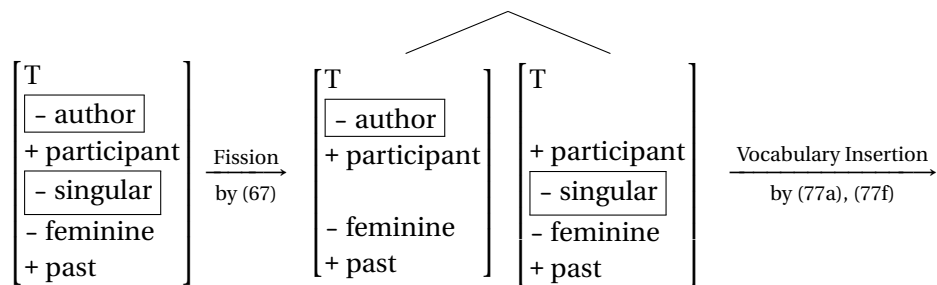 T
– author
+ participant
– singular
– feminine
+ past
Fission
by (67)
T
– author
+ participant
– feminine
+ past
T
+ participant
– singular
– feminine
+ past
Vocabulary Insertion
by (77a), (77f)